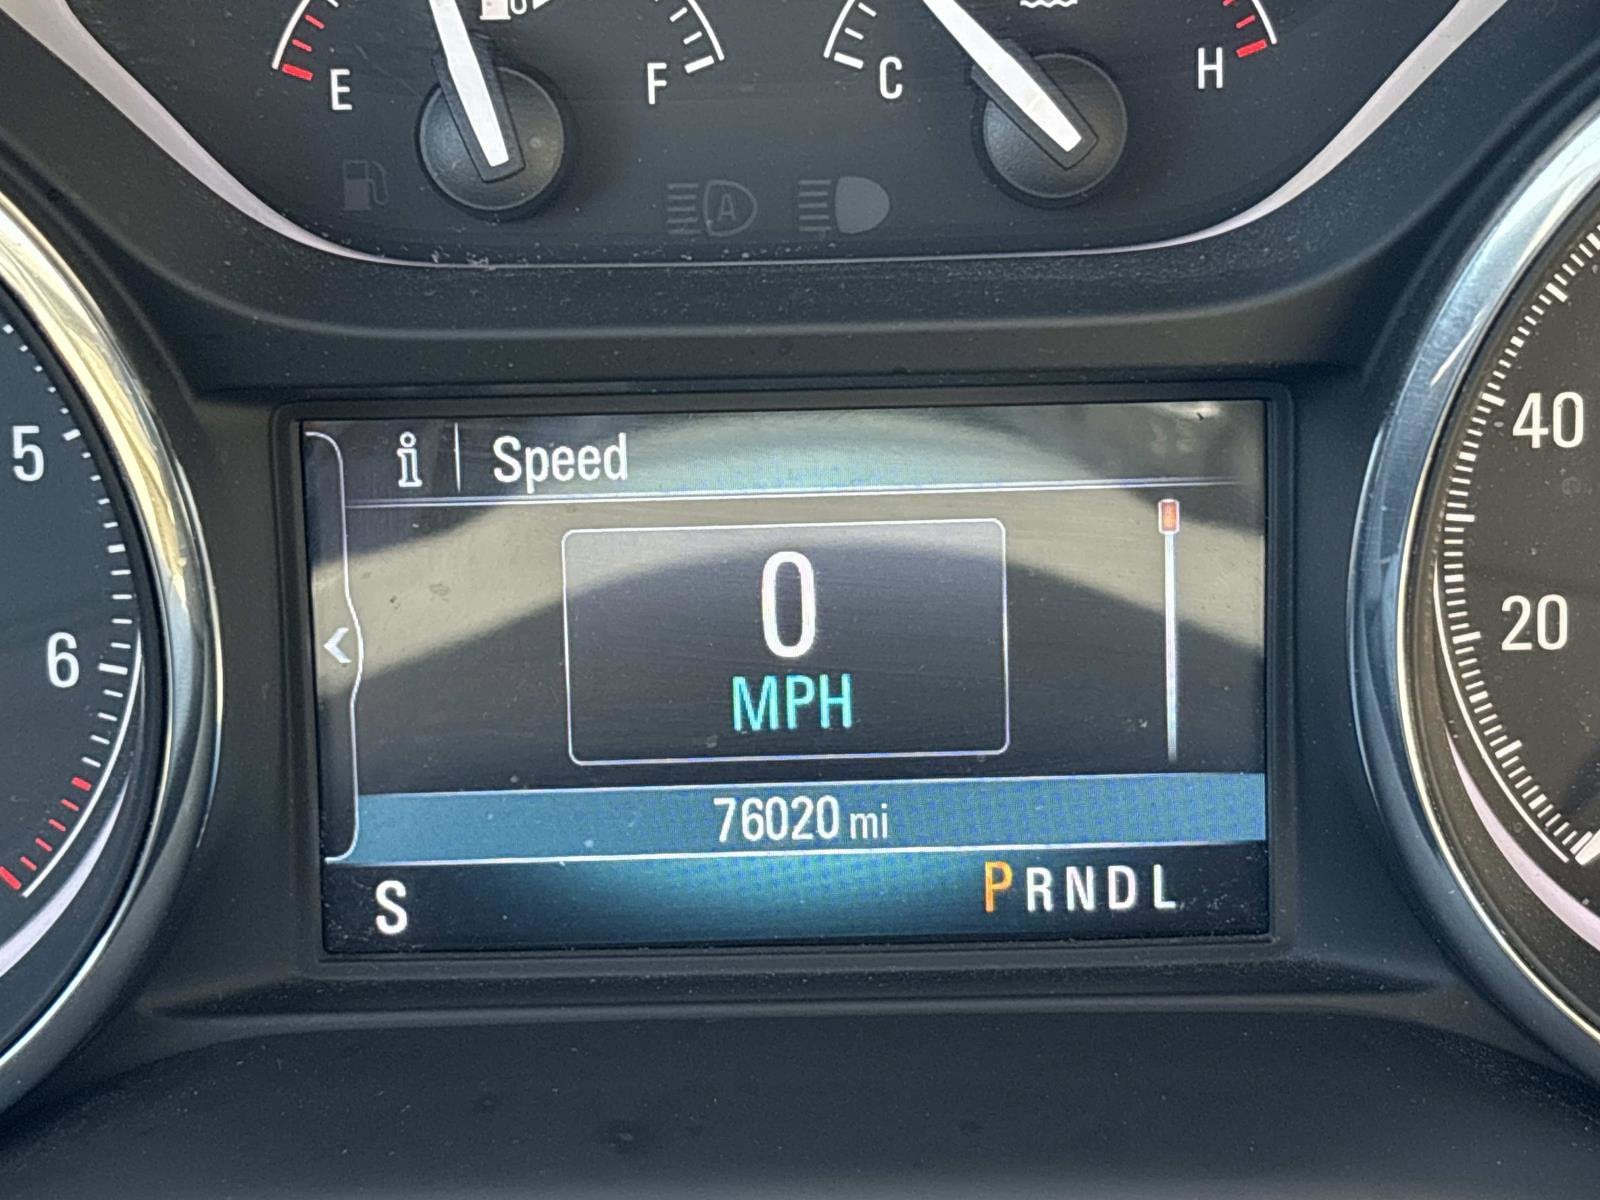 E F C H
A
i Speed
5 40
0
MPH
6 20
76020 mi
S PRNDL